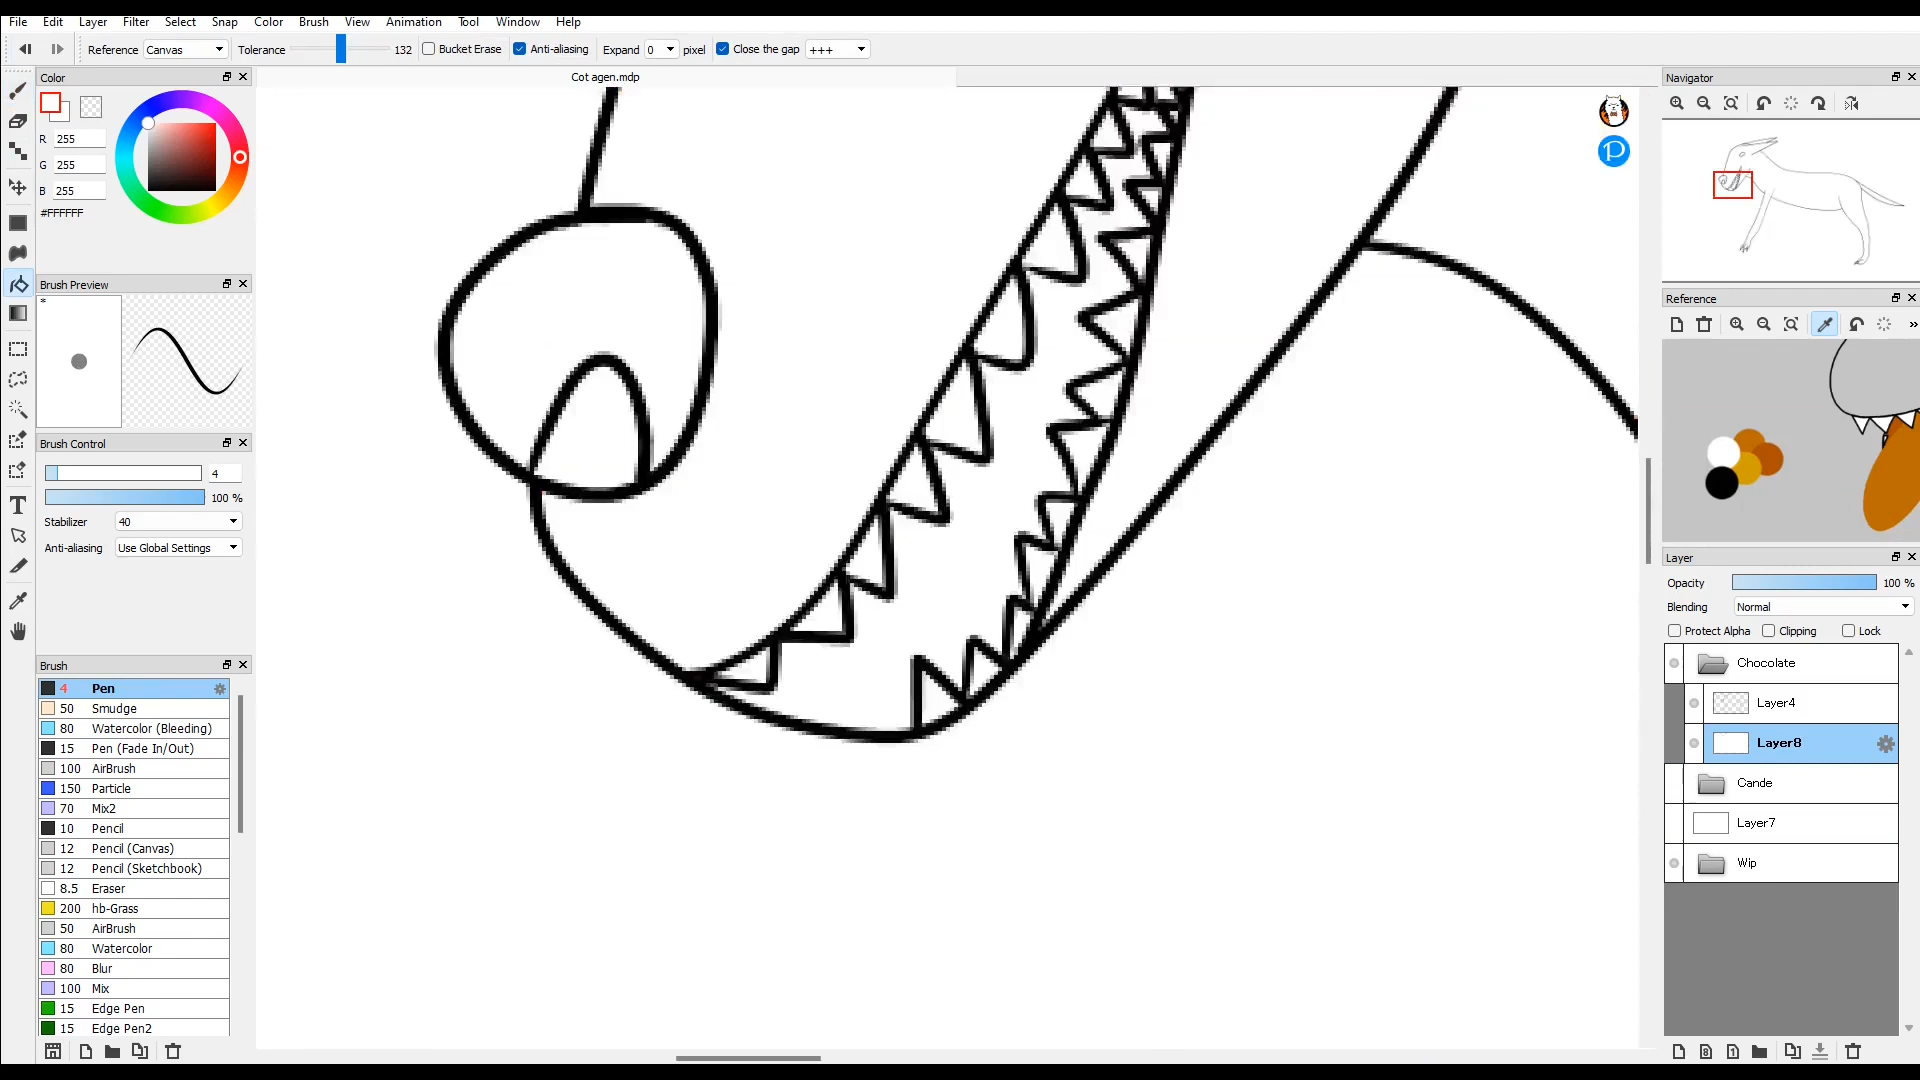 File Edit Layer Filter Select Snap Color Brush View Animation Tool Window Help
Reference Canvas Tolerance 132 Bucket Erase Anti-aliasing Expand 0 pixel Close the gap +++
Color
Cot agen.mdp
Navigator
R 255
G 255
B 255
#FFFFFF
P
Brush Preview
*
Reference
»
Brush Control
4
100 %
Stabilizer 40
Anti-aliasing Use Global Settings
Layer
Opacity 100 %
Blending Normal
Protect Alpha Clipping Lock
Chocolate
Layer4
Layer8
Cande
Layer7
Wip
8
1
Brush
4 Pen
50 Smudge
80 Watercolor (Bleeding)
15 Pen (Fade In/Out)
100 AirBrush
150 Particle
70 Mix2
10 Pencil
12 Pencil (Canvas)
12 Pencil (Sketchbook)
8.5 Eraser
200 hb-Grass
50 AirBrush
80 Watercolor
80 Blur
100 Mix
15 Edge Pen
15 Edge Pen2
T